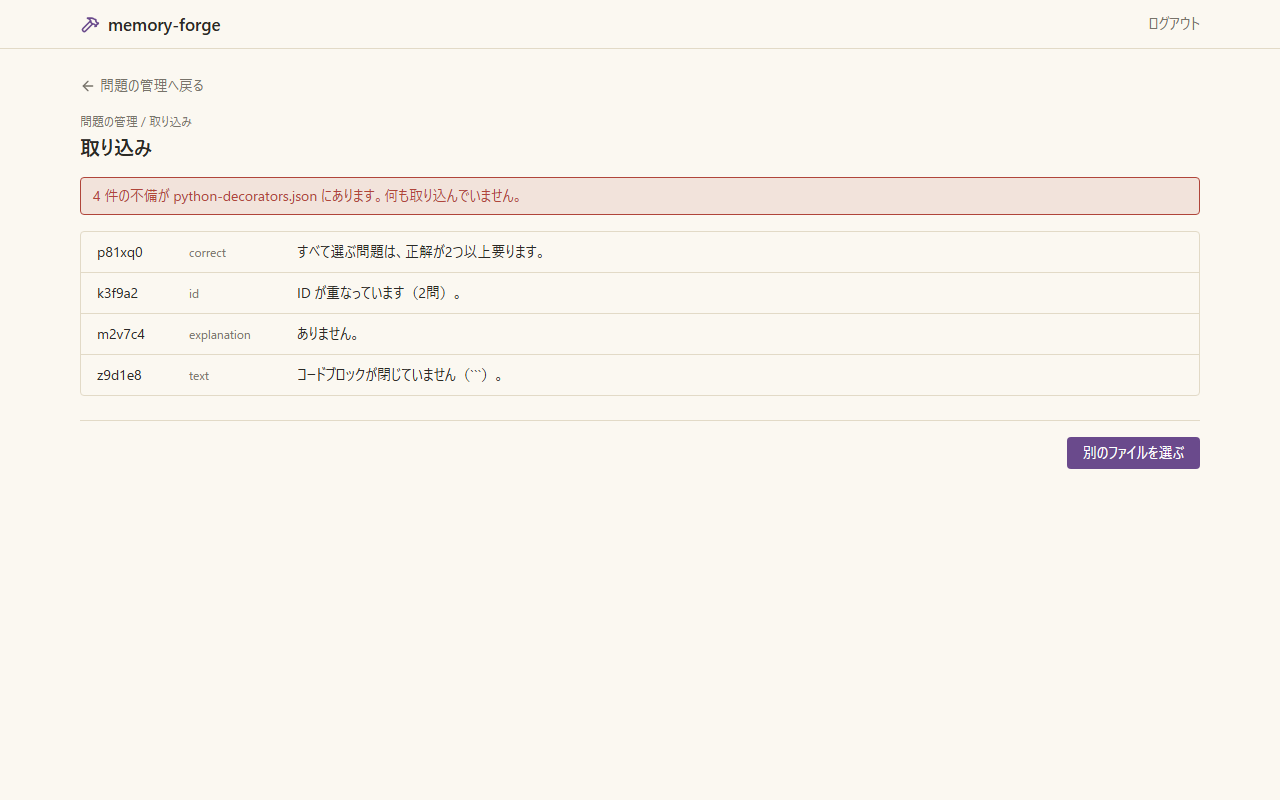 memory-forge
ログアウト
← 問題の管理へ戻る
問題の管理 / 取り込み
取り込み
4 件の不備が python-decorators.json にあります。何も取り込んでいません。
p81xq0 correct すべて選ぶ問題は、正解が2つ以上要ります。
k3f9a2 id ID が重なっています（2問）。
m2v7c4 explanation ありません。
z9d1e8 text コードブロックが閉じていません（```）。
別のファイルを選ぶ